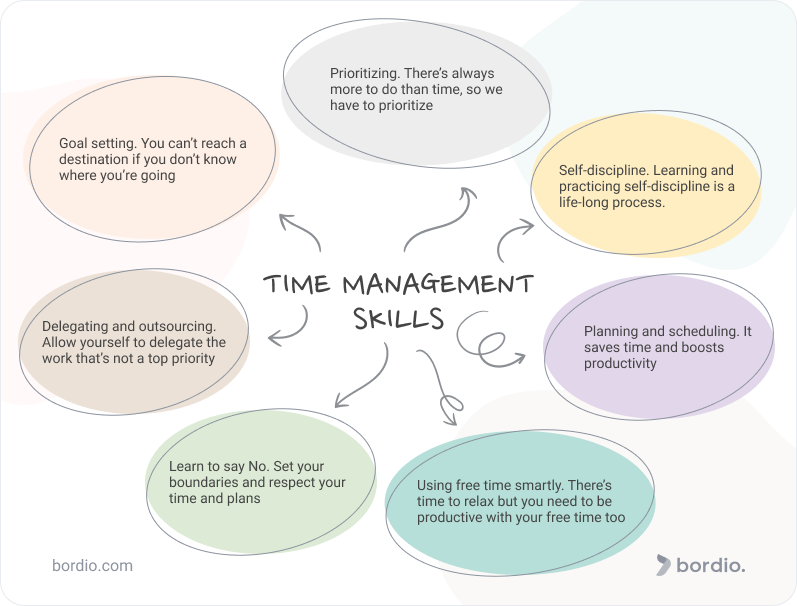 Prioritizing. There's always
more to do than time, so we
have to prioritize
Goal setting. You can't reach a
destination if you don't know
where you're going
Self-discipline. Learning and
practicing self-discipline is a
life-long process.
TIME MANAGEMENT
SKILLS
Delegating and outsourcing.
Allow yourself to delegate the
work that's not a top priority
Planning and scheduling. It
saves time and boosts
productivity
Learn to say No. Set your
boundaries and respect your
time and plans
Using free time smartly. There's
time to relax but you need to be
productive with your free time too
bordio.com
bordio.